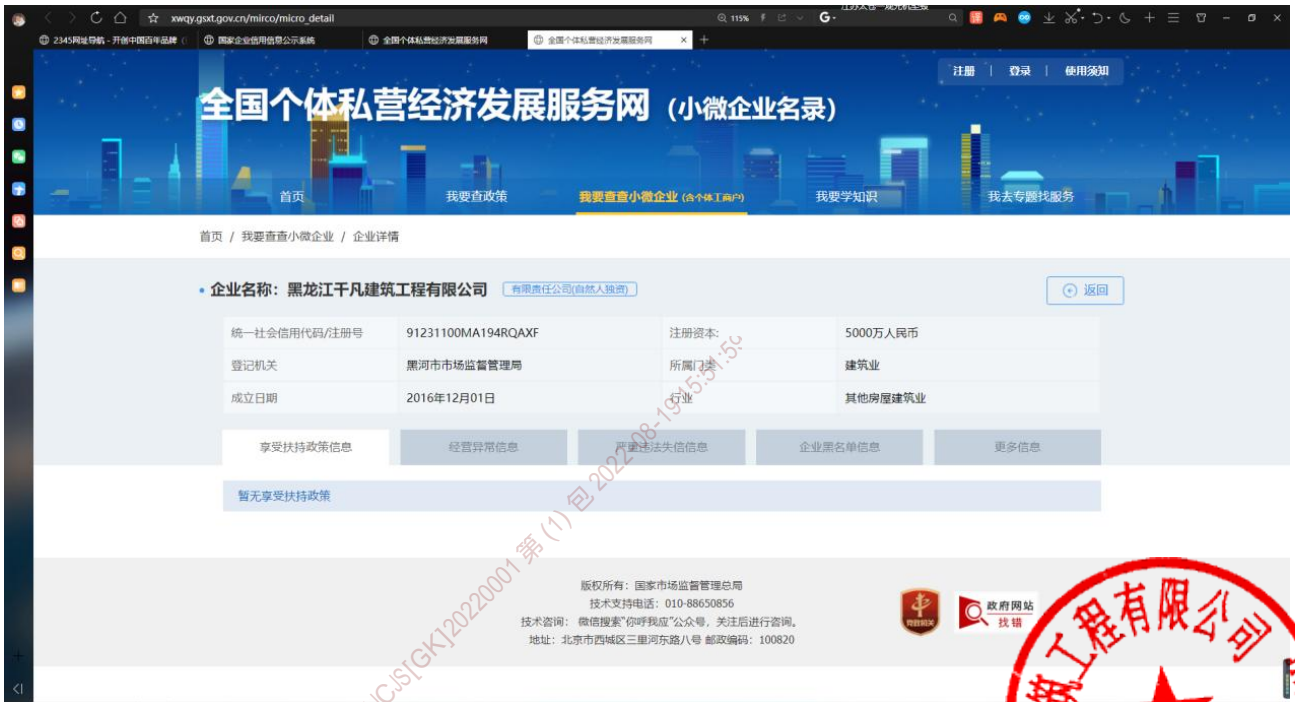 xwqy.gsxt.gov.cn/mirco/micro_detail
115%
G
2345网址导航 - 开创中国百年品牌
国家企业信用信息公示系统
全国个体私营经济发展服务网
全国个体私营经济发展服务网
注册 | 登录 | 使用须知
全国个体私营经济发展服务网 (小微企业名录)
首页 我要查政策 我要查查小微企业 (含个体工商户) 我要学知识 我去专题找服务
首页 / 我要查查小微企业 / 企业详情
企业名称: 黑龙江千凡建筑工程有限公司 有限责任公司(自然人独资) 返回
统一社会信用代码/注册号 91231100MA194RQAXF 注册资本: 5000万人民币
登记机关 黑河市市场监督管理局 所属门类 建筑业
成立日期 2016年12月01日 行业 其他房屋建筑业
享受扶持政策信息 经营异常信息 严重违法失信信息 企业黑名单信息 更多信息
暂无享受扶持政策
版权所有: 国家市场监督管理总局
技术支持电话: 010-88650856
技术咨询: 微信搜索"你呼我应"公众号, 关注后进行咨询。
地址: 北京市西城区三里河东路八号 邮政编码: 100820
政府网站
找错
JCJS[GK]20220001 第 (1) 包 2022-08-19 15:51:59
筑工程有限公司